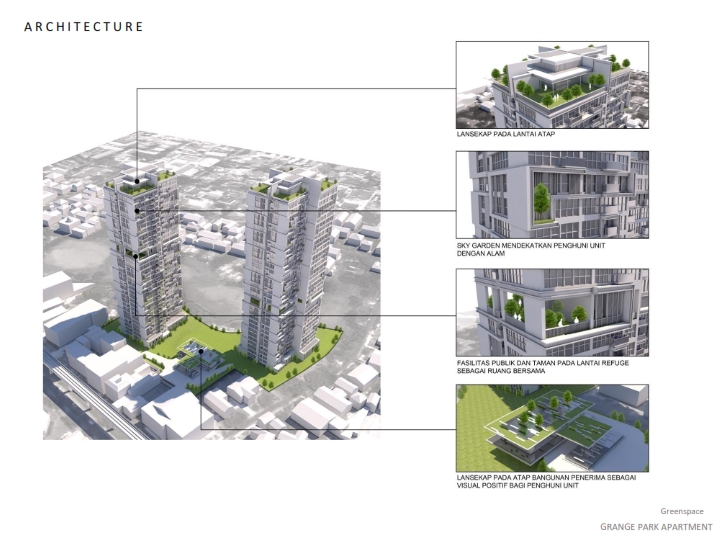 ARCHITECTURE
LANSEKAP PADA LANTAI ATAP
SKY GARDEN MENDEKATKAN PENGHUNI UNIT
DENGAN ALAM
FASILITAS PUBLIK DAN TAMAN PADA LANTAI REFUGE
SEBAGAI RUANG BERSAMA
LANSEKAP PADA ATAP BANGUNAN PENERIMA SEBAGAI
VISUAL POSITIF BAGI PENGHUNI UNIT
Greenspace
GRANGE PARK APARTMENT